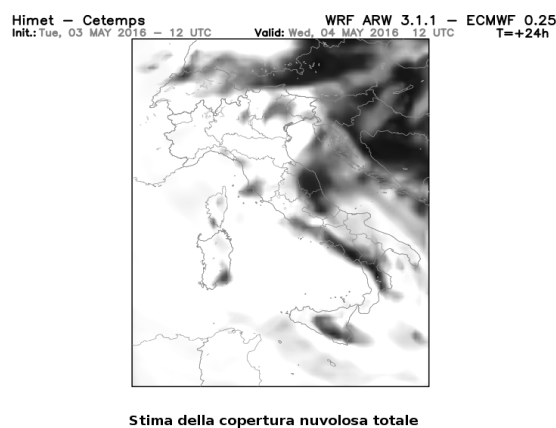 Himet – Cetemps WRF ARW 3.1.1 – ECMWF 0.25
Init.: Tue, 03 MAY 2016 – 12 UTC Valid: Wed, 04 MAY 2016 12 UTC T=+24h
Stima della copertura nuvolosa totale